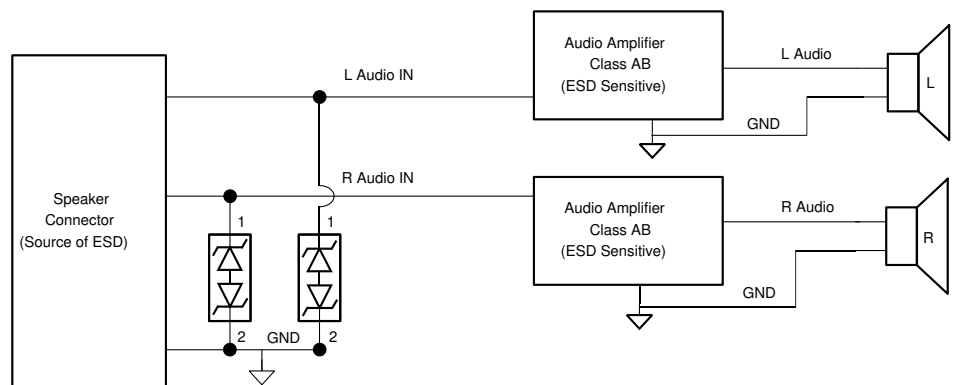 Speaker
Connector
(Source of ESD)
L Audio IN
R Audio IN
1
1
2
GND
2
Audio Amplifier
Class AB
(ESD Sensitive)
L Audio
GND
L
Audio Amplifier
Class AB
(ESD Sensitive)
R Audio
GND
R